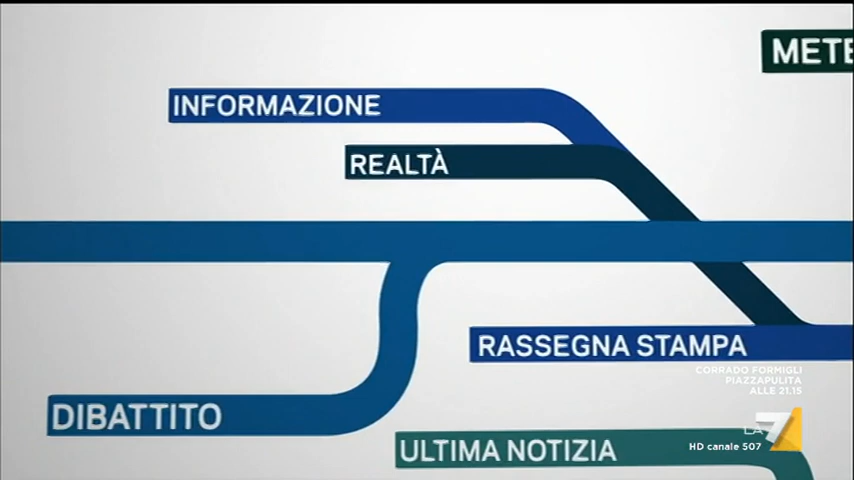 METE
INFORMAZIONE
REALTÀ
RASSEGNA STAMPA
CORRADO FORMIGLI
PIAZZAPULITA
ALLE 21.15
DIBATTITO
LA7
HD canale 507
ULTIMA NOTIZIA